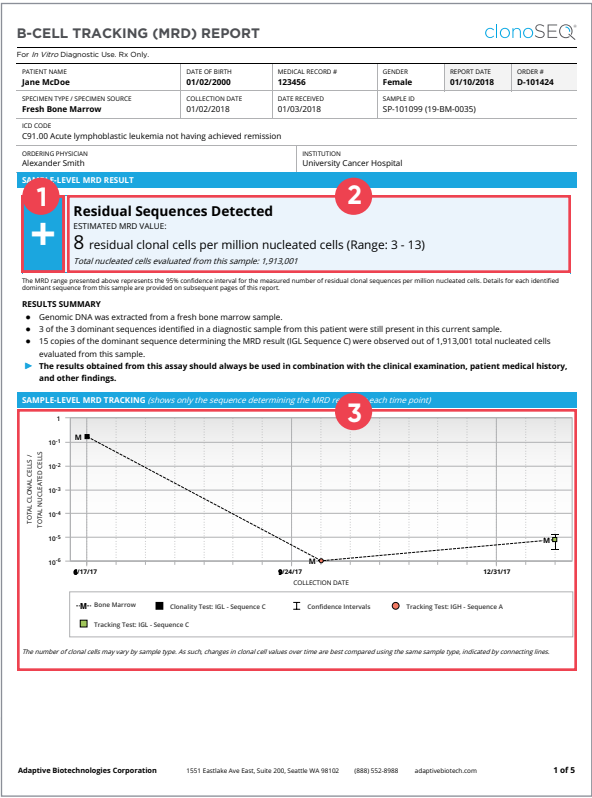 B-CELL TRACKING (MRD) REPORT
clonoSEQ®
For In Vitro Diagnostic Use. Rx Only.
PATIENT NAME DATE OF BIRTH MEDICAL RECORD # GENDER REPORT DATE ORDER #
Jane McDoe 01/02/2000 123456 Female 01/10/2018 D-101424
SPECIMEN TYPE / SPECIMEN SOURCE COLLECTION DATE DATE RECEIVED SAMPLE ID
Fresh Bone Marrow 01/02/2018 01/03/2018 SP-101099 (19-BM-0035)
ICD CODE
C91.00 Acute lymphoblastic leukemia not having achieved remission
ORDERING PHYSICIAN INSTITUTION
Alexander Smith University Cancer Hospital
-LEVEL MRD RESULT
1
2
+
Residual Sequences Detected
ESTIMATED MRD VALUE:
8 residual clonal cells per million nucleated cells (Range: 3 - 13)
Total nucleated cells evaluated from this sample: 1,913,001
The MRD range presented above represents the 95% confidence interval for the measured number of residual clonal sequences per million nucleated cells. Details for each identified
dominant sequence from this sample are provided on subsequent pages of this report.
RESULTS SUMMARY
● Genomic DNA was extracted from a fresh bone marrow sample.
● 3 of the 3 dominant sequences identified in a diagnostic sample from this patient were still present in this current sample.
● 15 copies of the dominant sequence determining the MRD result (IGL Sequence C) were observed out of 1,913,001 total nucleated cells
evaluated from this sample.
► The results obtained from this assay should always be used in combination with the clinical examination, patient medical history,
and other findings.
SAMPLE-LEVEL MRD TRACKING (shows only the sequence determining the MRD each time point)
3
TOTAL CLONAL CELLS /
TOTAL NUCLEATED CELLS
1
10⁻¹
10⁻²
10⁻³
10⁻⁴
10⁻⁵
10⁻⁶
M
M
M
/17/17 /24/17 12/31/17
COLLECTION DATE
M Bone Marrow Clonality Test: IGL - Sequence C Confidence Intervals Tracking Test: IGH - Sequence A
Tracking Test: IGL - Sequence C
The number of clonal cells may vary by sample type. As such, changes in clonal cell values over time are best compared using the same sample type, indicated by connecting lines.
Adaptive Biotechnologies Corporation 1551 Eastlake Ave East, Suite 200, Seattle WA 98102 (888) 552-8988 adaptivebiotech.com 1 of 5